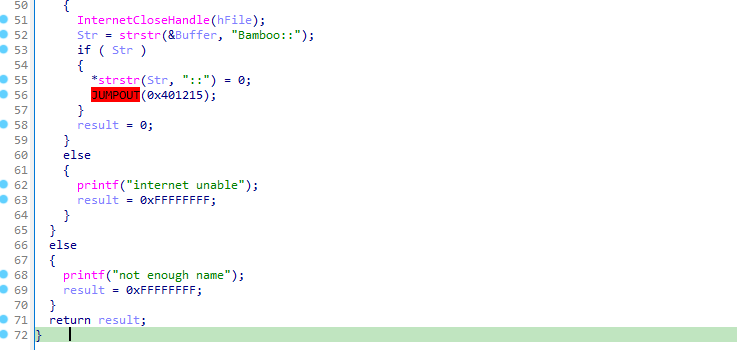 50 {
51 InternetCloseHandle(hFile);
52 Str = strstr(&Buffer, "Bamboo::");
53 if ( Str )
54 {
55 *strstr(Str, "::") = 0;
56 JUMPOUT(0x401215);
57 }
58 result = 0;
59 }
60 else
61 {
62 printf("internet unable");
63 result = 0xFFFFFFFF;
64 }
65 }
66 else
67 {
68 printf("not enough name");
69 result = 0xFFFFFFFF;
70 }
71 return result;
72 }